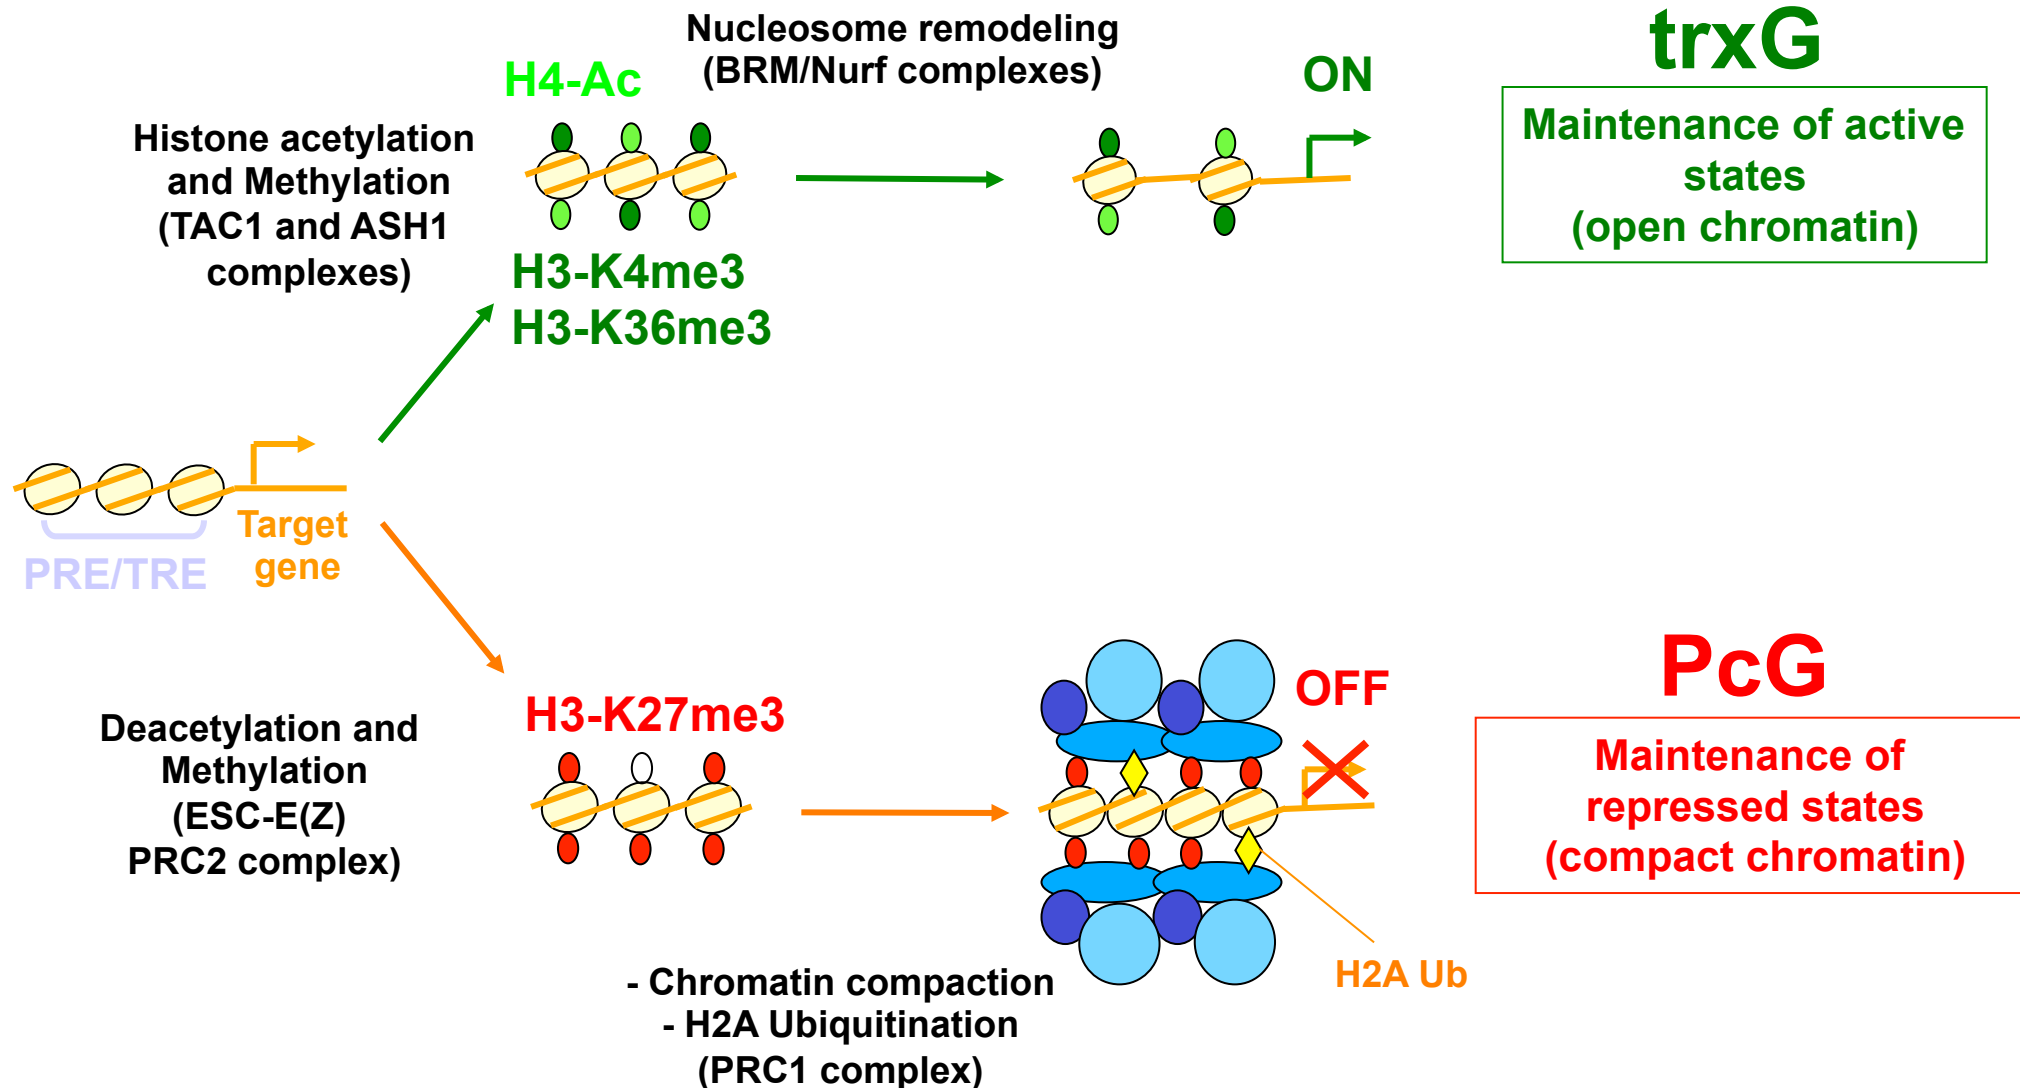 Nucleosome remodeling
(BRM/Nurf complexes)
trxG
H4-Ac
ON
Histone acetylation
and Methylation
(TAC1 and ASH1
complexes)
Maintenance of active
states
(open chromatin)
H3-K4me3
H3-K36me3
Target
gene
PRE/TRE
PcG
OFF
H3-K27me3
Deacetylation and
Methylation
(ESC-E(Z)
PRC2 complex)
Maintenance of
repressed states
(compact chromatin)
H2A Ub
- Chromatin compaction
- H2A Ubiquitination
(PRC1 complex)